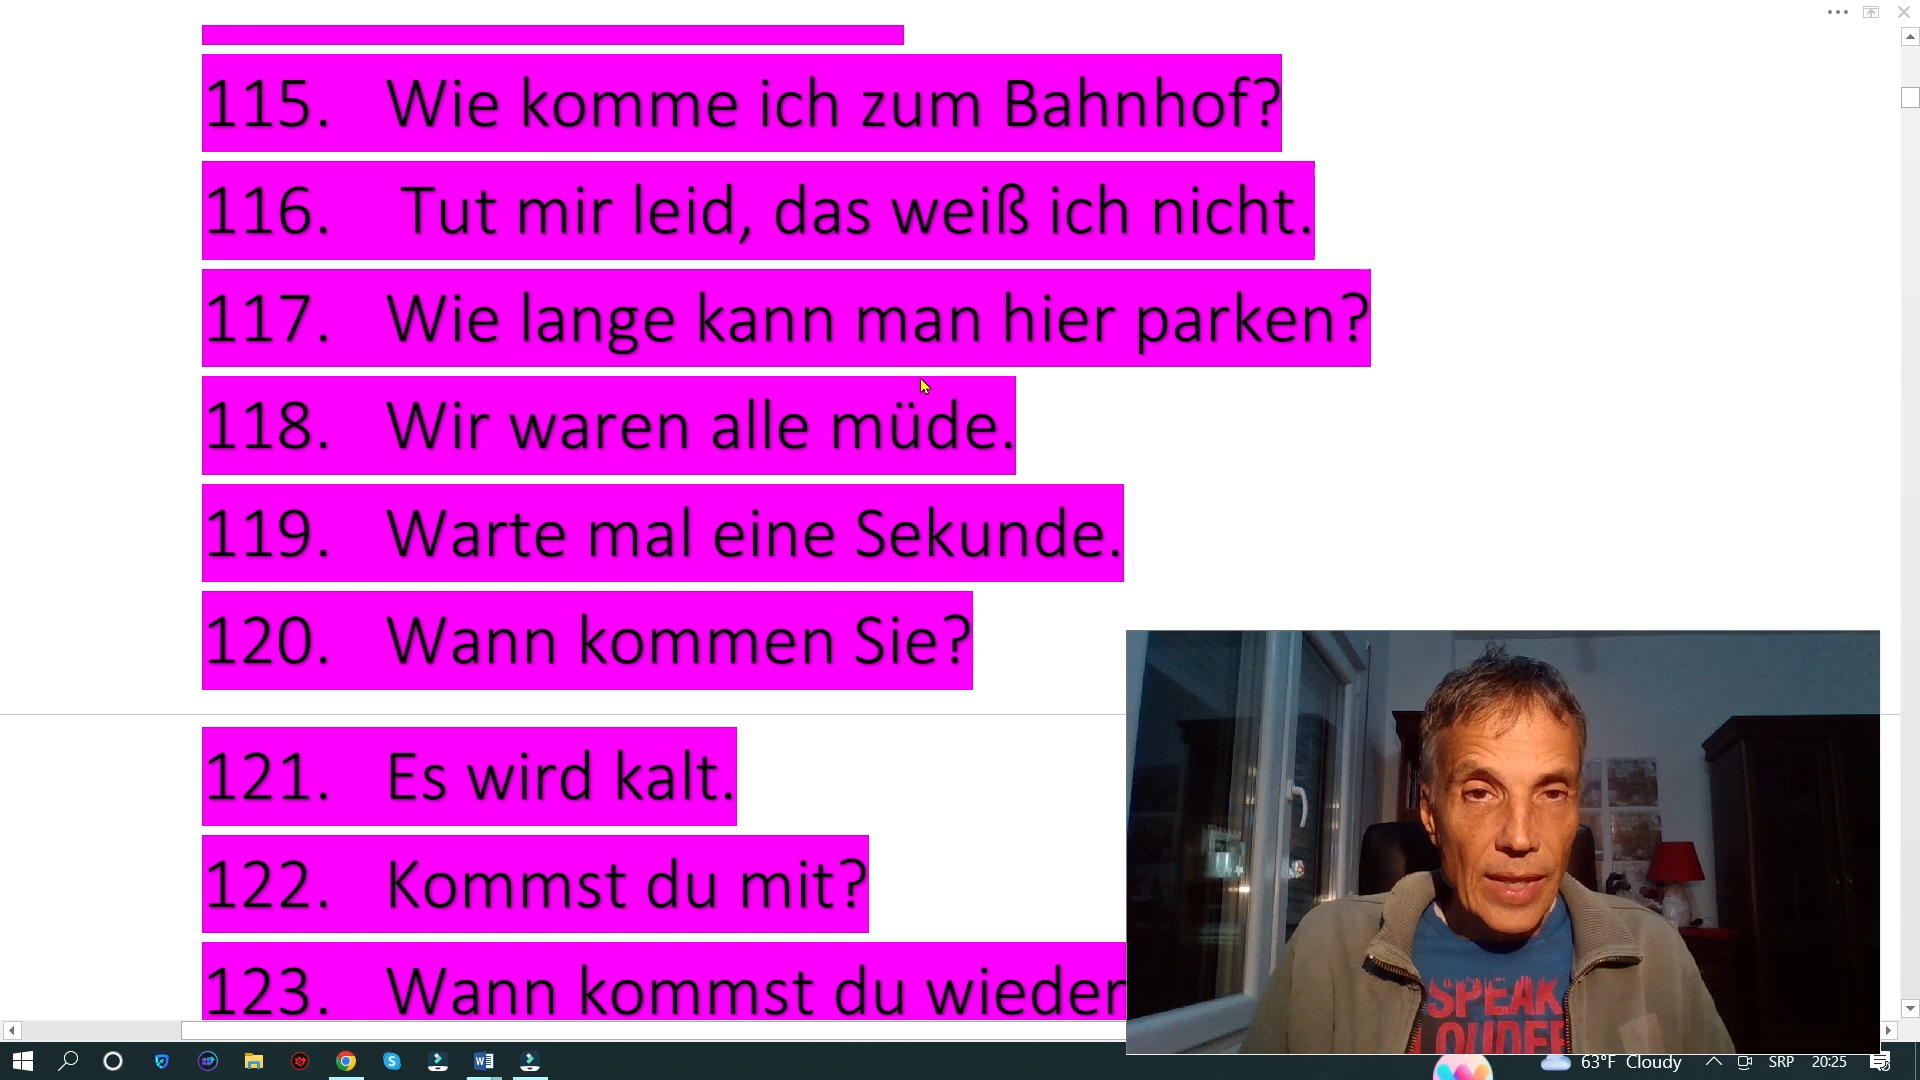 115. Wie komme ich zum Bahnhof?
116. Tut mir leid, das weiß ich nicht.
117. Wie lange kann man hier parken?
118. Wir waren alle müde.
119. Warte mal eine Sekunde.
120. Wann kommen Sie?
121. Es wird kalt.
122. Kommst du mit?
123. Wann kommst du wieder
SPEAK
LOUDER
63°F Cloudy SRP 20:25